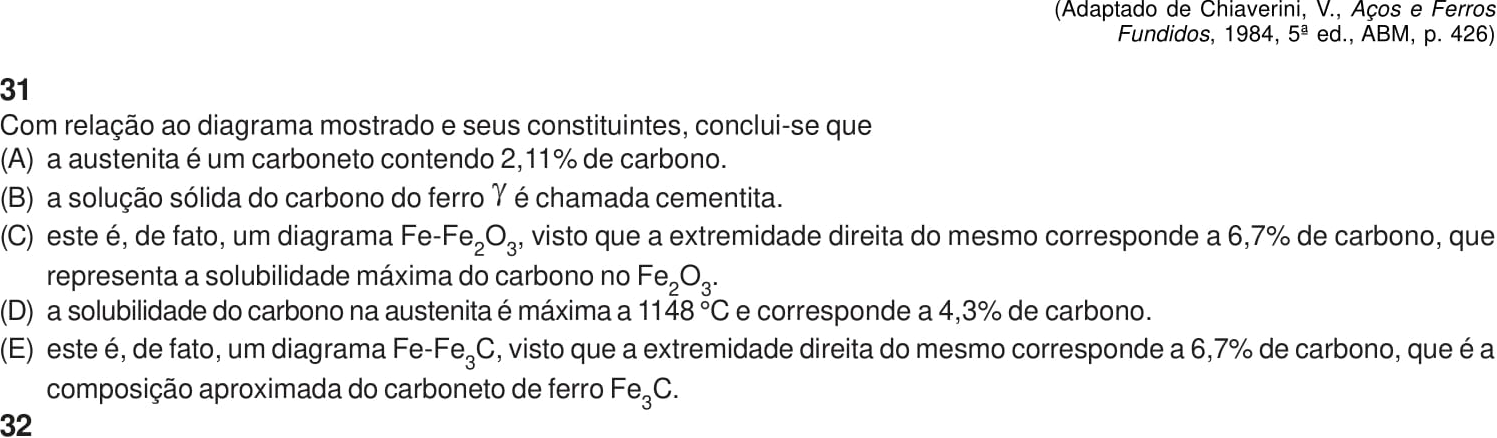 (Adaptado de Chiaverini, V., Aços e Ferros
Fundidos, 1984, 5ª ed., ABM, p. 426)
31
Com relação ao diagrama mostrado e seus constituintes, conclui-se que
(A) a austenita é um carboneto contendo 2,11% de carbono.
(B) a solução sólida do carbono do ferro γ é chamada cementita.
(C) este é, de fato, um diagrama Fe-Fe₂O₃, visto que a extremidade direita do mesmo corresponde a 6,7% de carbono, que
representa a solubilidade máxima do carbono no Fe₂O₃.
(D) a solubilidade do carbono na austenita é máxima a 1148 °C e corresponde a 4,3% de carbono.
(E) este é, de fato, um diagrama Fe-Fe₃C, visto que a extremidade direita do mesmo corresponde a 6,7% de carbono, que é a
composição aproximada do carboneto de ferro Fe₃C.
32